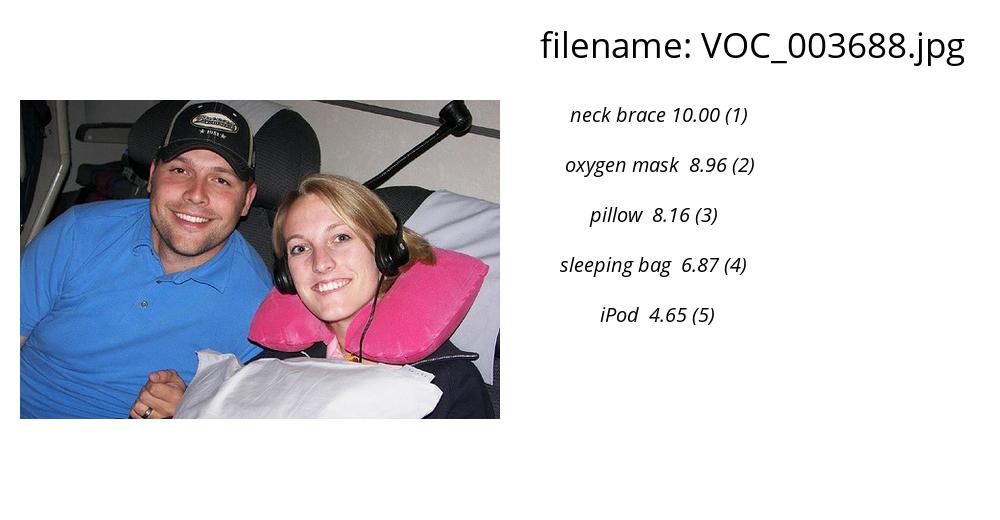 filename: VOC_003688.jpg
neck brace 10.00 (1)
oxygen mask 8.96 (2)
pillow 8.16 (3)
sleeping bag 6.87 (4)
iPod 4.65 (5)
1981